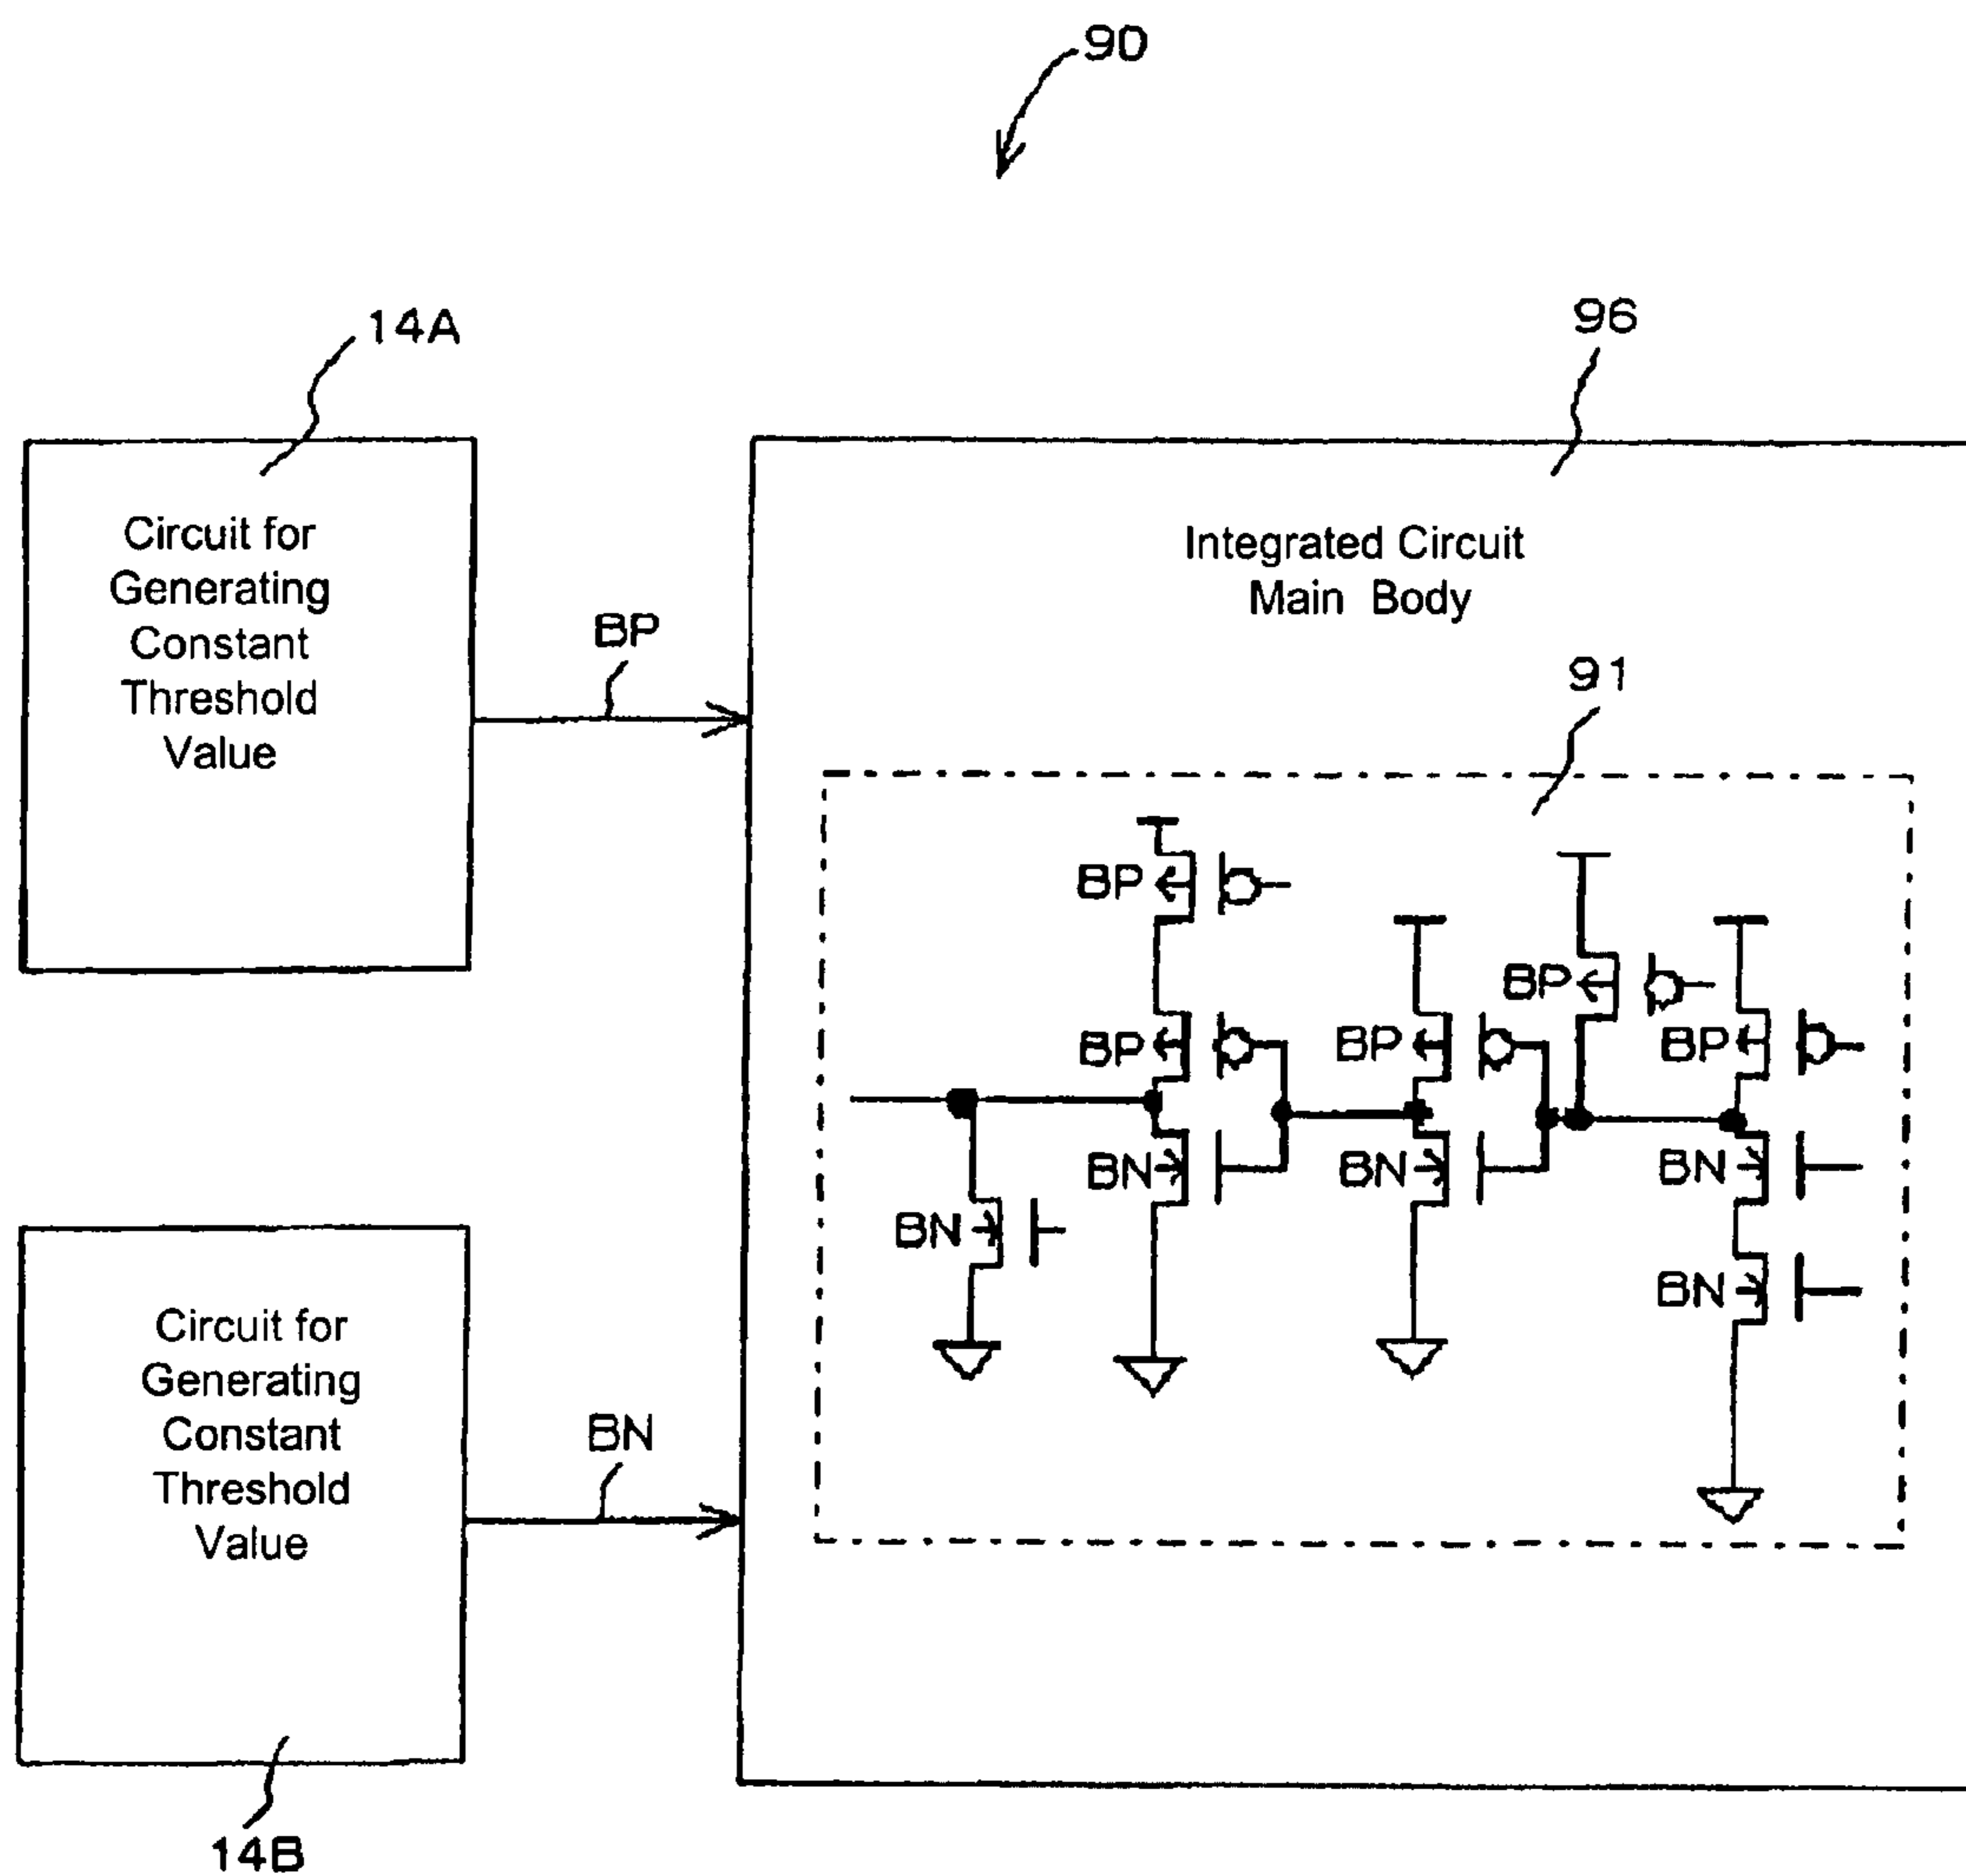 90
14A
96
Circuit for
Generating
Constant
Threshold
Value
BP
Integrated Circuit
Main Body
91
BP
BP
BP
BP
BP
BN
BN
BN
BN
BN
Circuit for
Generating
Constant
Threshold
Value
BN
14B